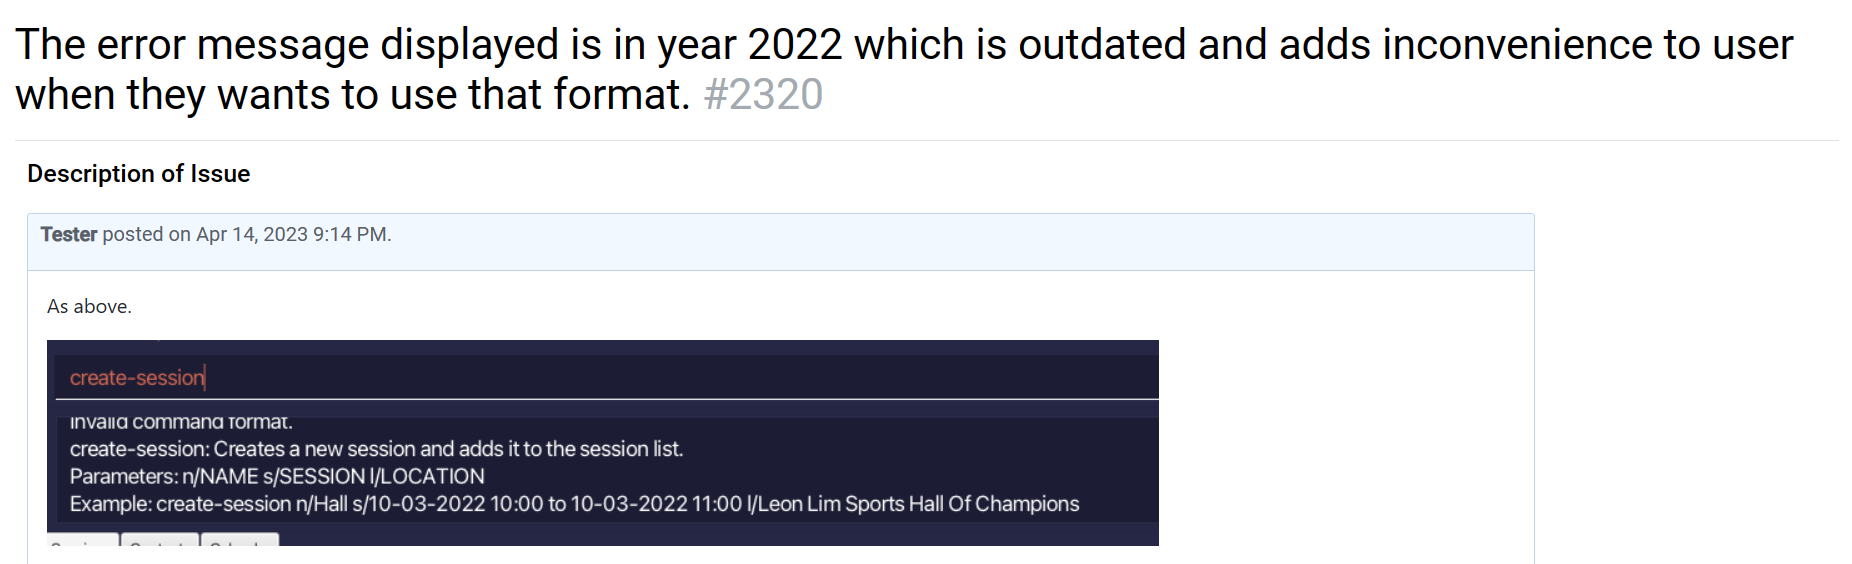 The error message displayed is in year 2022 which is outdated and adds inconvenience to user
when they wants to use that format. #2320
Description of Issue
Tester posted on Apr 14, 2023 9:14 PM.
As above.
create-session
Invalid command format.
create-session: Creates a new session and adds it to the session list.
Parameters: n/NAME s/SESSION l/LOCATION
Example: create-session n/Hall s/10-03-2022 10:00 to 10-03-2022 11:00 l/Leon Lim Sports Hall Of Champions